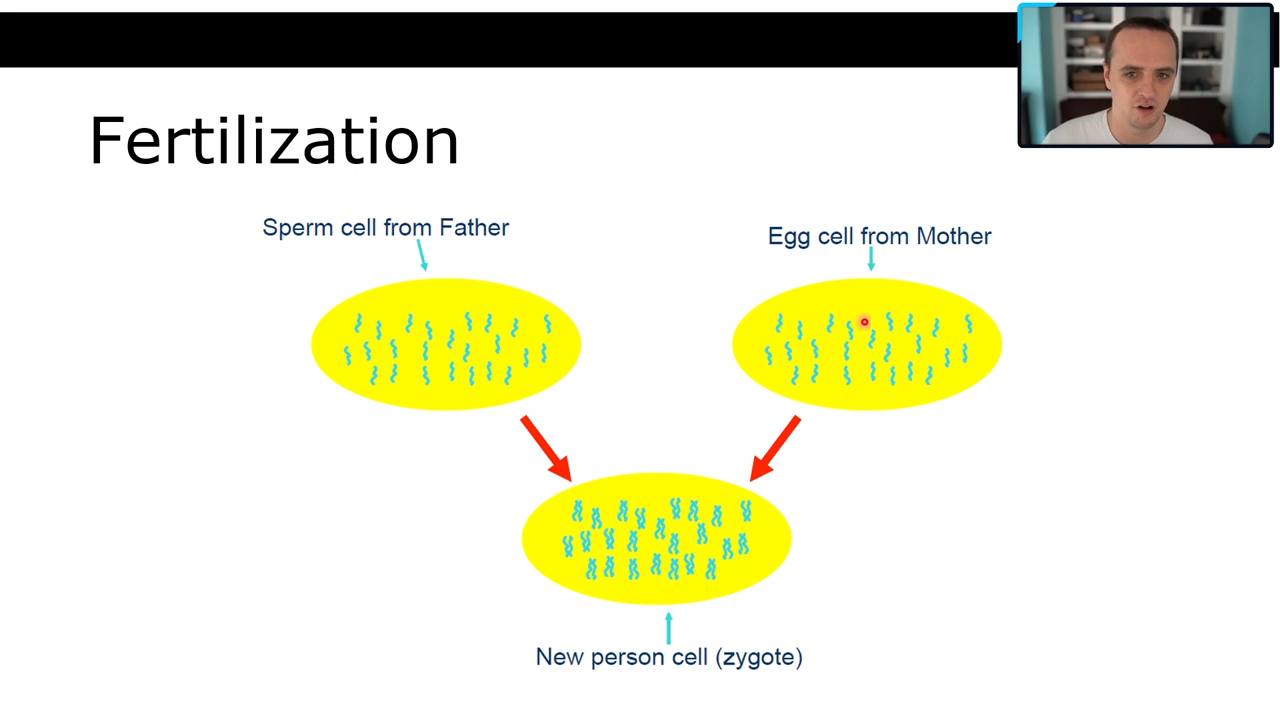 Fertilization
Sperm cell from Father
Egg cell from Mother
New person cell (zygote)